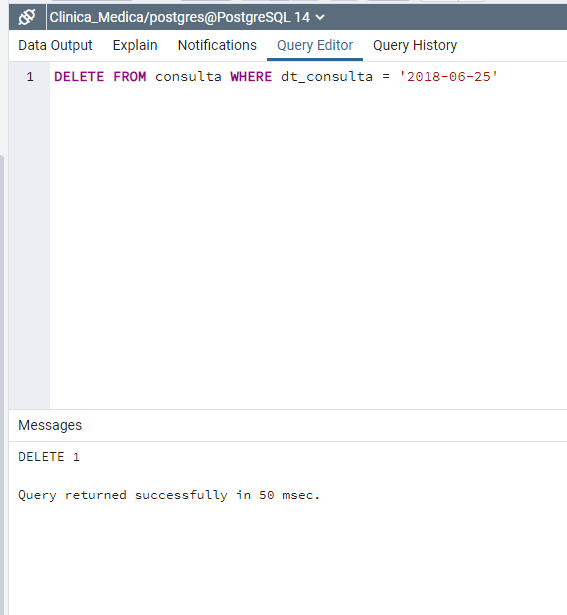 Clinica_Medica/postgres@PostgreSQL 14
Data Output Explain Notifications Query Editor Query History
1 DELETE FROM consulta WHERE dt_consulta = '2018-06-25'
Messages
DELETE 1
Query returned successfully in 50 msec.